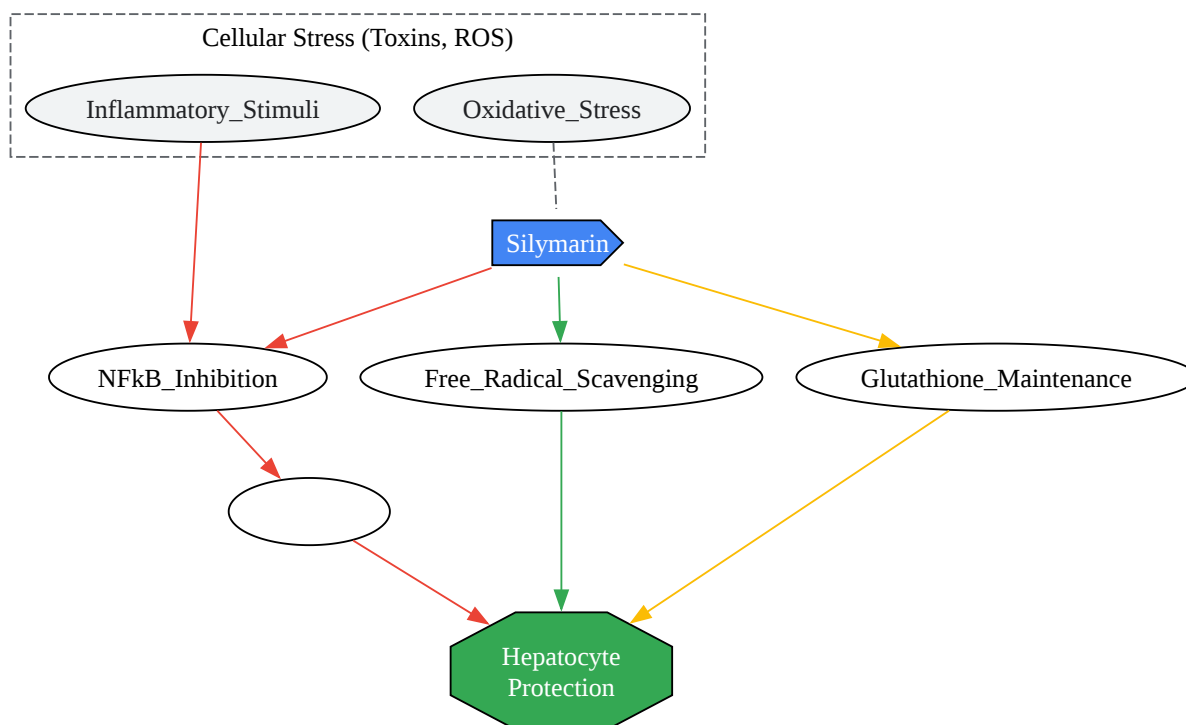 Cellular Stress (Toxins, ROS)
Inflammatory_Stimuli
Oxidative_Stress
Silymarin
NFkB_Inhibition
Free_Radical_Scavenging
Glutathione_Maintenance
Hepatocyte
Protection